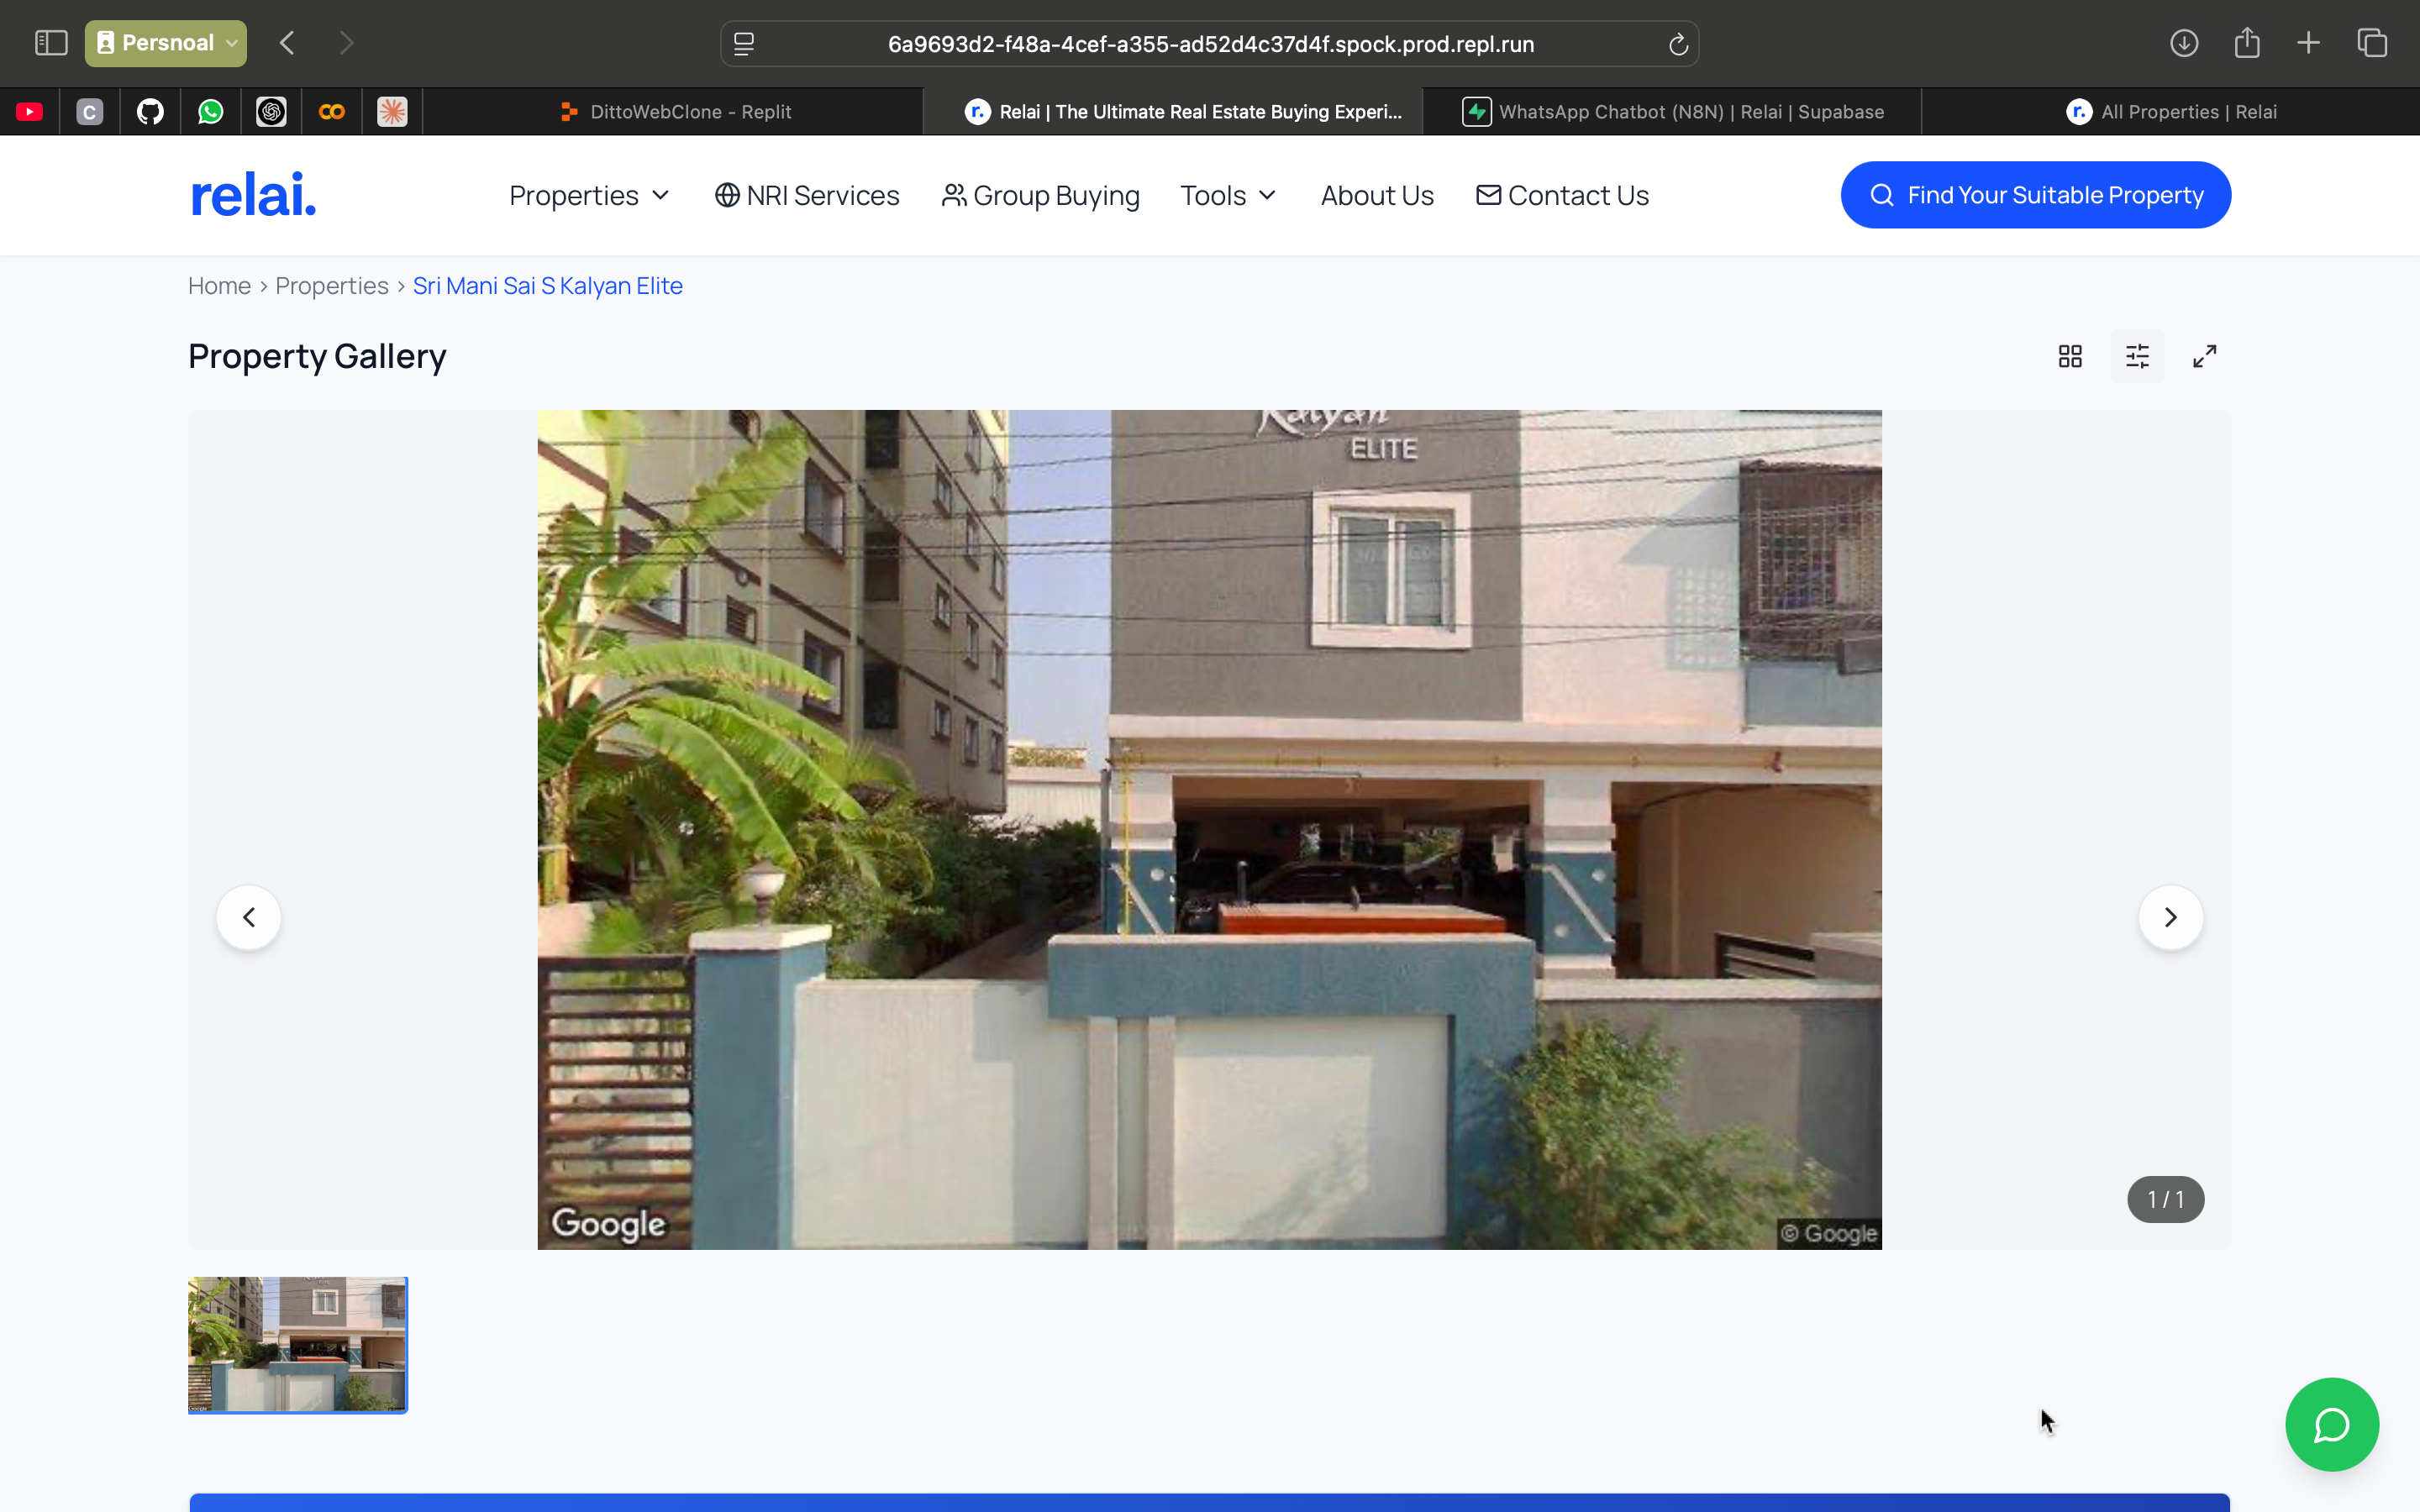 Persnoal
6a9693d2-f48a-4cef-a355-ad52d4c37d4f.spock.prod.repl.run
C
DittoWebClone - Replit
r. Relai | The Ultimate Real Estate Buying Experi...
WhatsApp Chatbot (N8N) | Relai | Supabase
r. All Properties | Relai
relai.
Properties
NRI Services
Group Buying
Tools
About Us
Contact Us
Find Your Suitable Property
Home > Properties > Sri Mani Sai S Kalyan Elite
Property Gallery
Kalyan
ELITE
Google
© Google
1 / 1